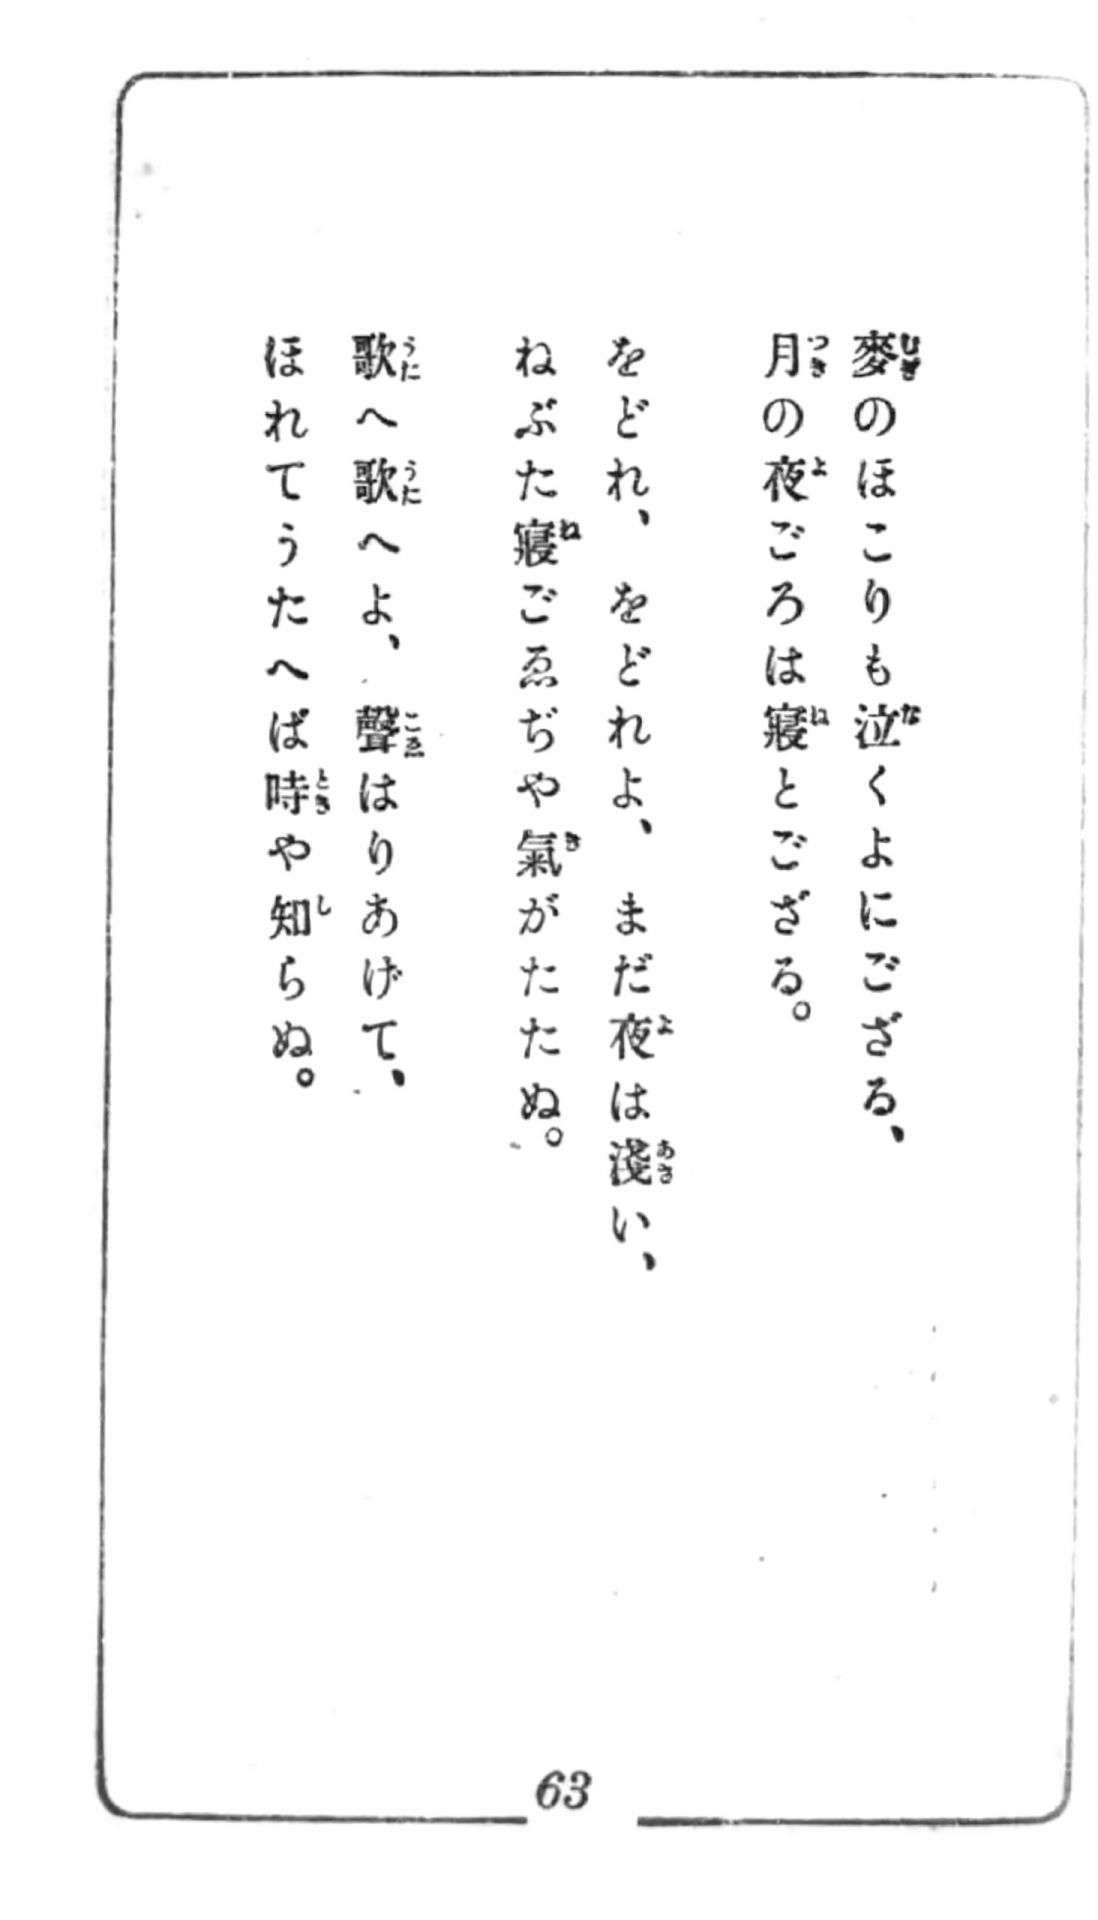 麥のほこりも泣くよにござる、
月の夜ごろは寢とござる。
をどれ、をどれよ、まだ夜は淺い、
ねぶた寢ごゑぢや氣がたたぬ。
歌へ歌へよ、聲はりあげて、
ほれてうたへば時や知らぬ。
63